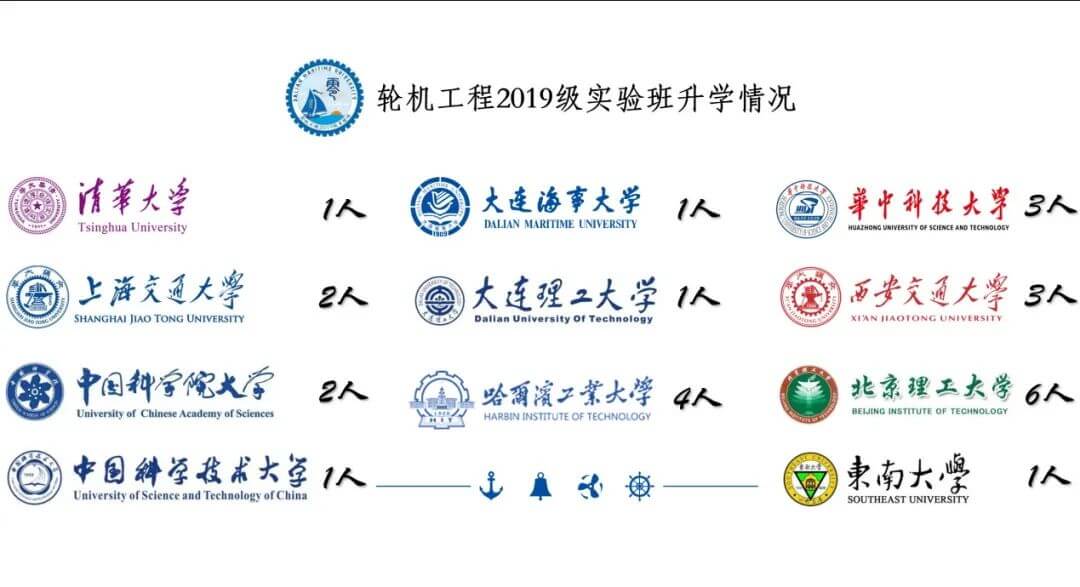 轮机工程2019级实验班升学情况
清華大学
Tsinghua University
1人
大连海事大学
DALIAN MARITIME UNIVERSITY
1909
1人
華中科技大學
HUAZHONG UNIVERSITY OF SCIENCE AND TECHNOLOGY
3人
上海交通大學
SHANGHAI JIAO TONG UNIVERSITY
2人
大连理工大学
Dalian University Of Technology
1人
西安交通大學
XI'AN JIAOTONG UNIVERSITY
3人
中国科学院大学
University of Chinese Academy of Sciences
2人
哈爾濱工業大學
HARBIN INSTITUTE OF TECHNOLOGY
HIT
4人
北京理工大学
BEIJING INSTITUTE OF TECHNOLOGY
6人
中国科学技术大学
University of Science and Technology of China
1人
東南大學
SOUTHEAST UNIVERSITY
1人